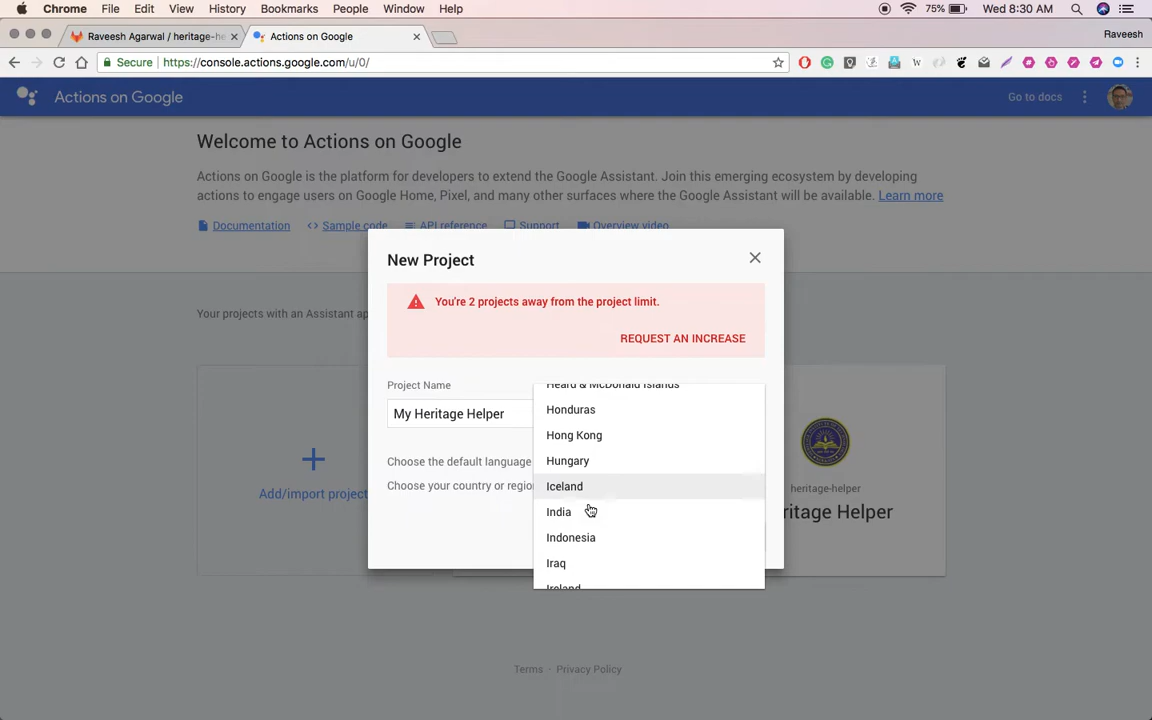 Chrome File Edit View History Bookmarks People Window Help 75% Wed 8:30 AM
Raveesh Agarwal / heritage-he Actions on Google Raveesh
Secure https://console.actions.google.com/u/0/
Actions on Google Go to docs
Welcome to Actions on Google
Actions on Google is the platform for developers to extend the Google Assistant. Join this emerging ecosystem by developing
actions to engage users on Google Home, Pixel, and many other surfaces where the Google Assistant will be available. Learn more
Documentation Sample code API reference Support Overview video
New Project
You're 2 projects away from the project limit.
REQUEST AN INCREASE
Your projects with an Assistant ap
Project Name
My Heritage Helper
Choose the default language
Choose your country or regio
Heard & McDonald Islands
Honduras
Hong Kong
Hungary
Iceland
India
Indonesia
Iraq
Ireland
Add/import project
heritage-helper
ritage Helper
Terms · Privacy Policy